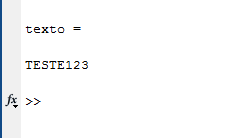 texto =
TESTE123
fx >>